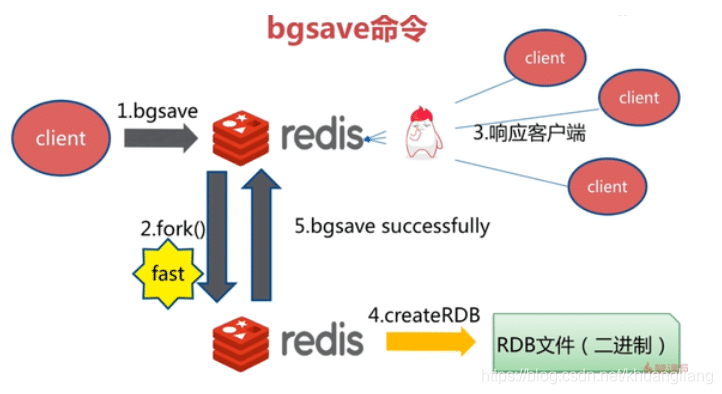 bgsave命令
client
client
client
client
1.bgsave
redis
3.响应客户端
2.fork()
fast
5.bgsave successfully
redis
4.createRDB
RDB文件（二进制）
https://blog.csdn.net/khuangliang